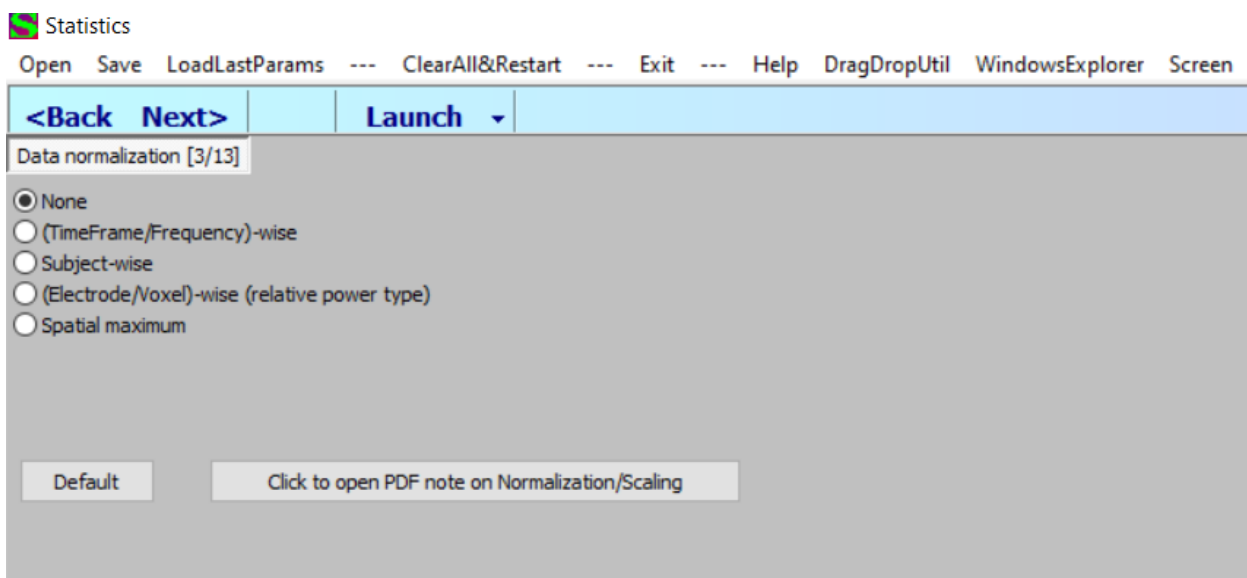 Statistics
Open Save LoadLastParams --- ClearAll&Restart --- Exit --- Help DragDropUtil WindowsExplorer Screen
<Back Next> Launch
Data normalization [3/13]
None
(TimeFrame/Frequency)-wise
Subject-wise
(Electrode/Voxel)-wise (relative power type)
Spatial maximum
Default Click to open PDF note on Normalization/Scaling